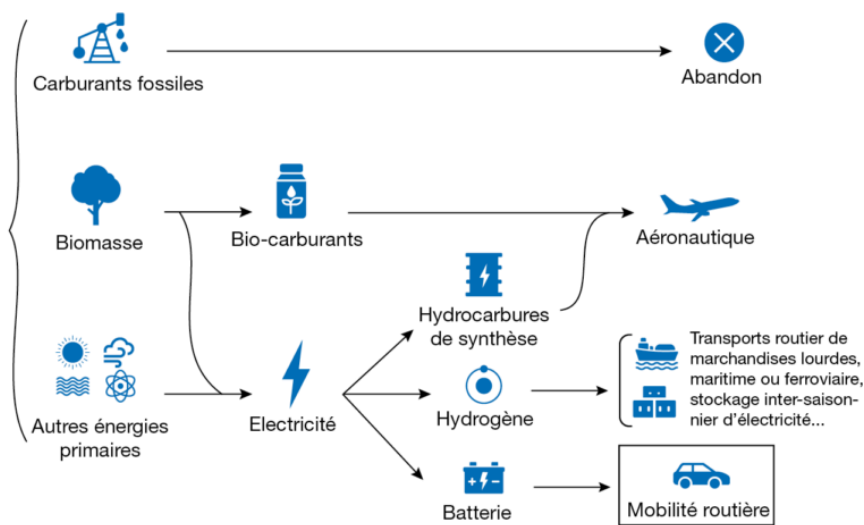 Carburants fossiles
Abandon
Biomasse
Bio-carburants
Aéronautique
Hydrocarbures
de synthèse
Autres énergies
primaires
Electricité
Hydrogène
Transports routier de
marchandises lourdes,
maritime ou ferroviaire,
stockage inter-saison-
nier d’électricité...
Batterie
Mobilité routière